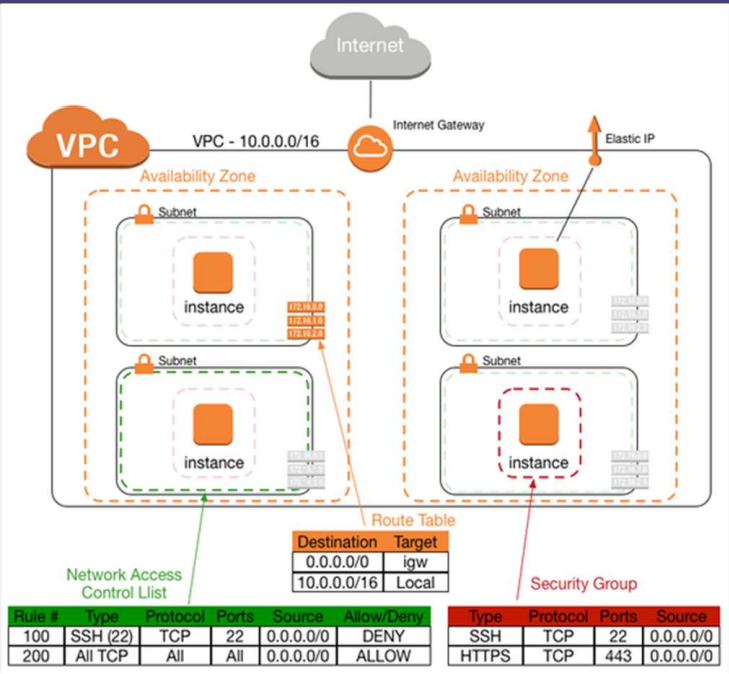 Internet
VPC
VPC - 10.0.0.0/16
Internet Gateway
Elastic IP
Availability Zone
Availability Zone
Subnet
instance
172.16.0.0
172.16.1.0
172.16.2.0
Subnet
instance
Subnet
instance
Subnet
instance
Route Table
Destination Target
0.0.0.0/0 igw
10.0.0.0/16 Local
Network Access
Control LIst
Rule # Type Protocol Ports Source Allow/Deny
100 SSH (22) TCP 22 0.0.0.0/0 DENY
200 All TCP All All 0.0.0.0/0 ALLOW
Security Group
Type Protocol Ports Source
SSH TCP 22 0.0.0.0/0
HTTPS TCP 443 0.0.0.0/0